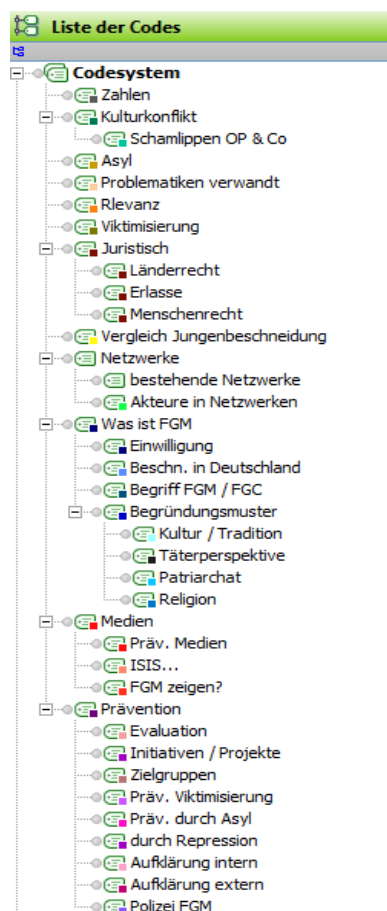 Liste der Codes
Codesystem
Zahlen
Kulturkonflikt
Schamlippen OP & Co
Asyl
Problematiken verwandt
Rlevanz
Viktimisierung
Juristisch
Länderrecht
Erlasse
Menschenrecht
Vergleich Jungenbeschneidung
Netzwerke
bestehende Netzwerke
Akteure in Netzwerken
Was ist FGM
Einwilligung
Beschn. in Deutschland
Begriff FGM / FGC
Begründungsmuster
Kultur / Tradition
Täterperspektive
Patriarchat
Religion
Medien
Präv. Medien
ISIS...
FGM zeigen?
Prävention
Evaluation
Initiativen / Projekte
Zielgruppen
Präv. Viktimisierung
Präv. durch Asyl
durch Repression
Aufklärung intern
Aufklärung extern
Polizei FGM